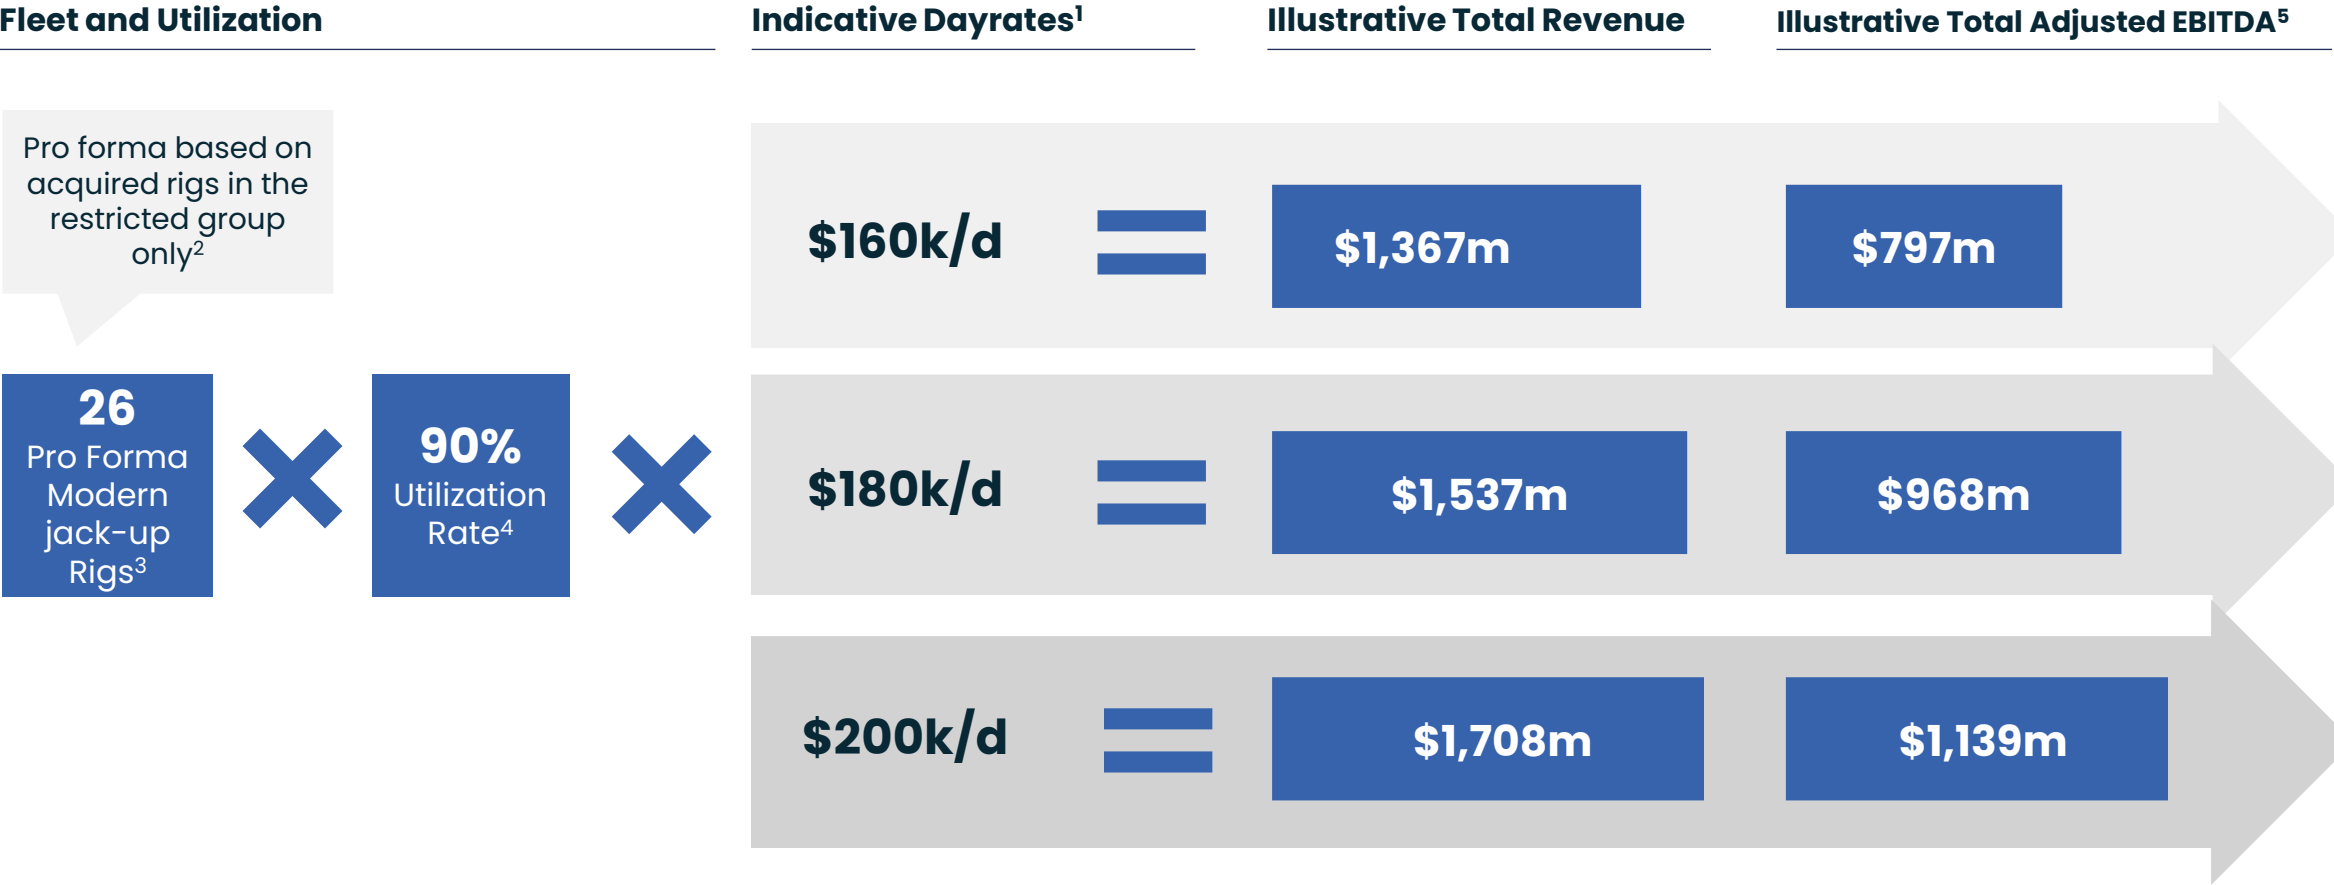 Fleet and Utilization
Indicative Dayrates¹
Illustrative Total Revenue
Illustrative Total Adjusted EBITDA⁵
Pro forma based on
acquired rigs in the
restricted group
only²
26
Pro Forma
Modern
jack-up
Rigs³
90%
Utilization
Rate⁴
$160k/d
$1,367m
$797m
$180k/d
$1,537m
$968m
$200k/d
$1,708m
$1,139m